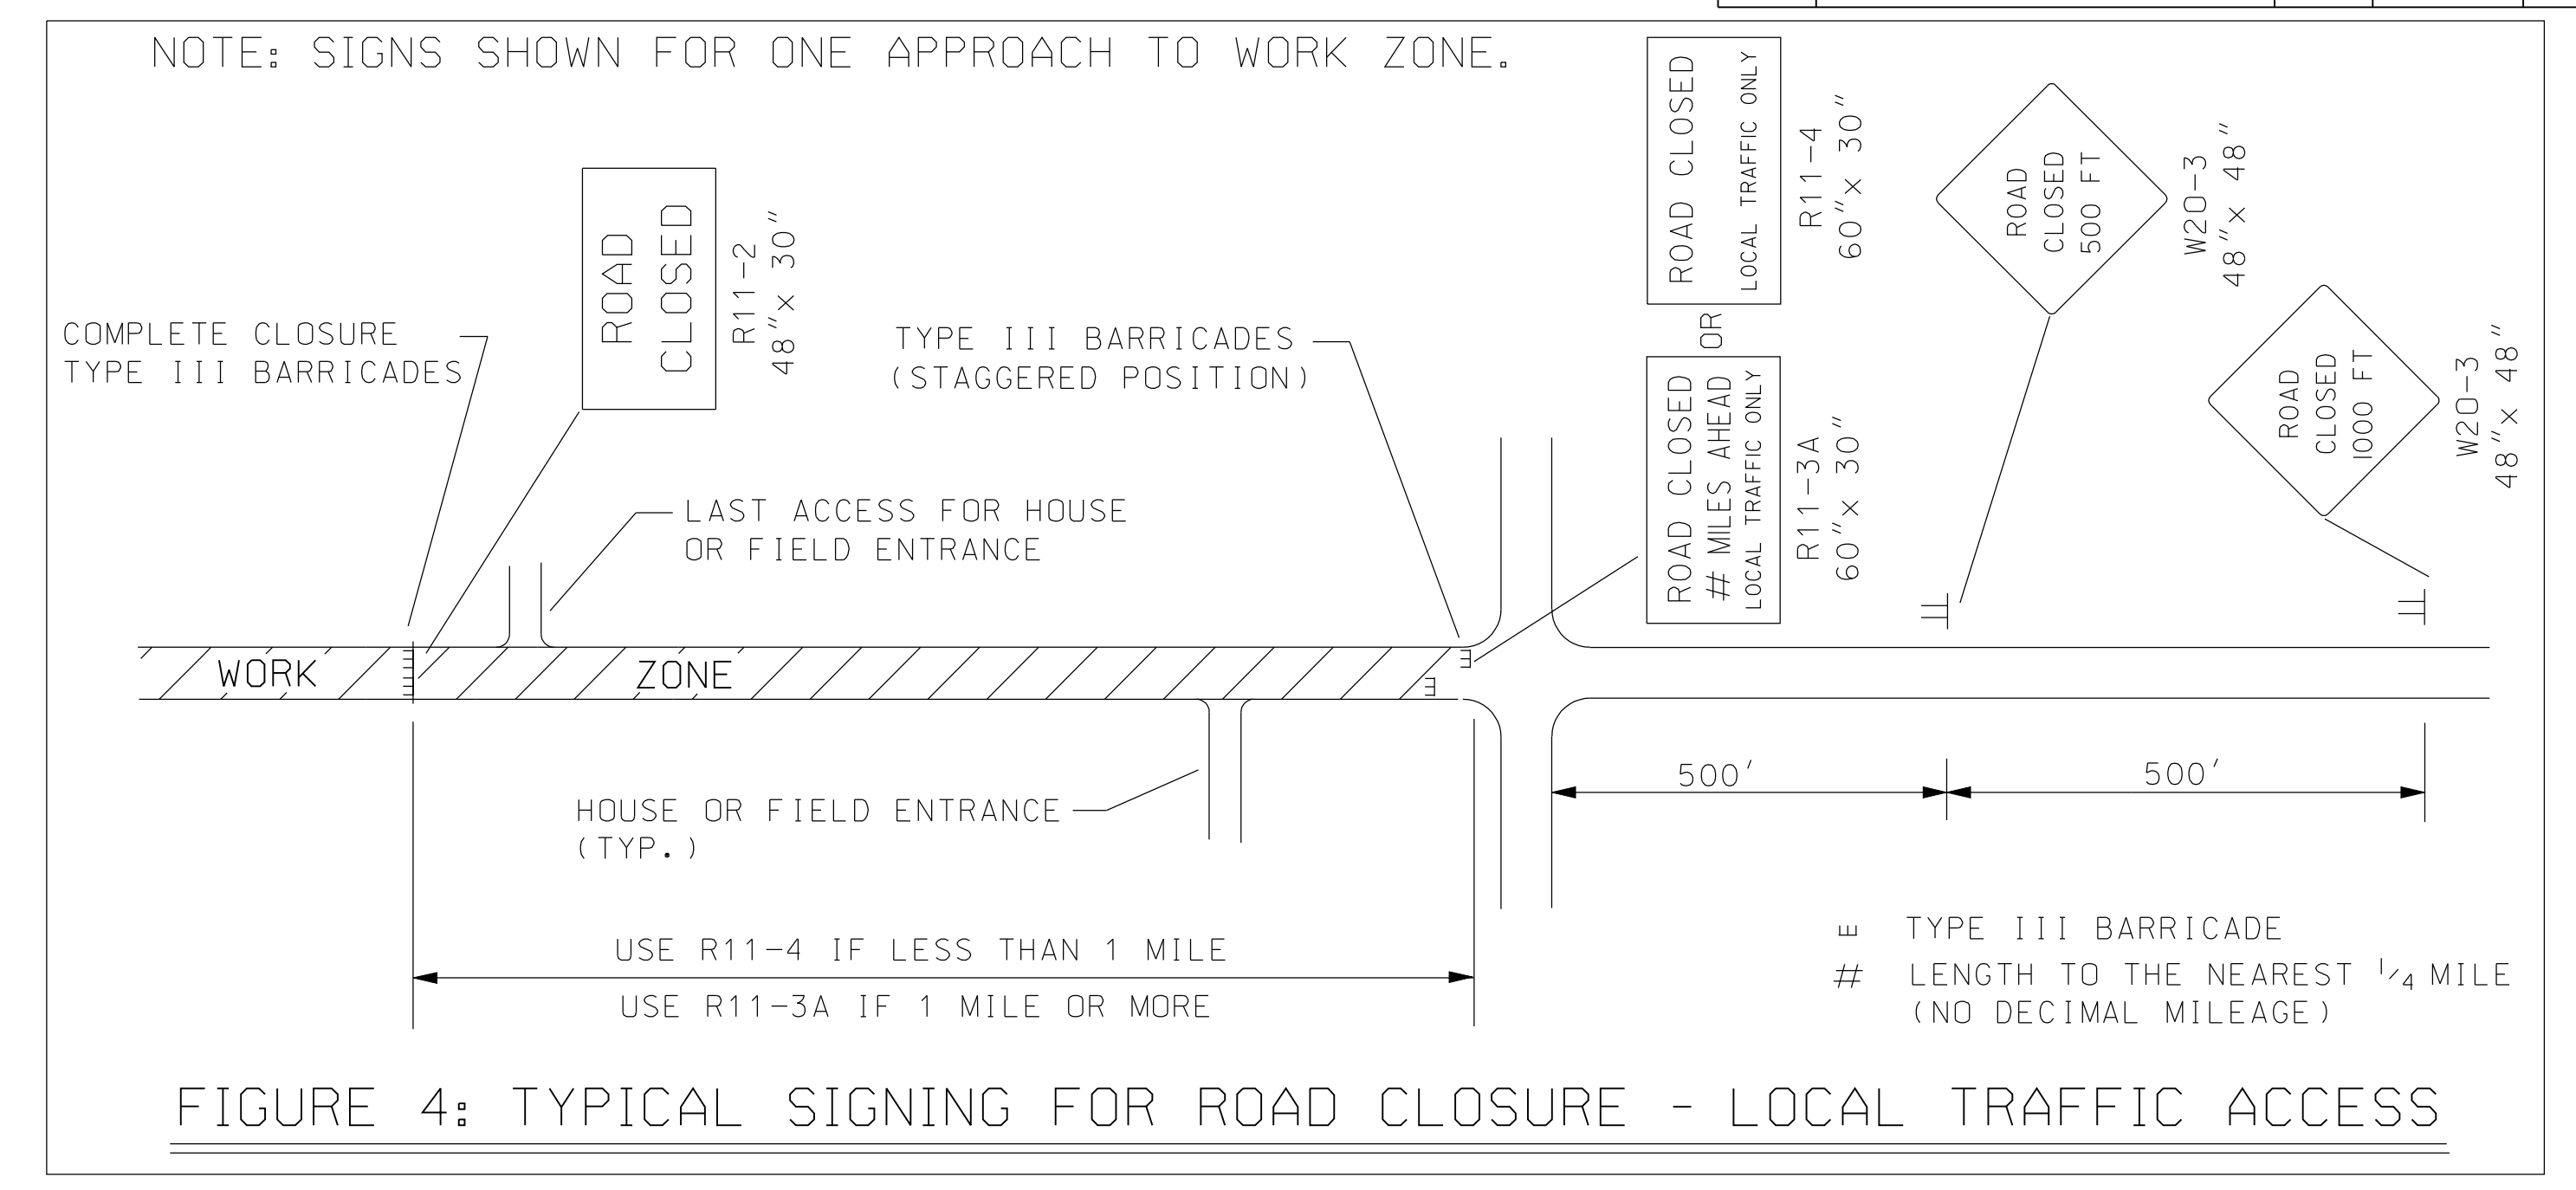 NOTE: SIGNS SHOWN FOR ONE APPROACH TO WORK ZONE.
ROAD CLOSED
LOCAL TRAFFIC ONLY
R11-4
60"x 30"
OR
ROAD CLOSED
# MILES AHEAD
LOCAL TRAFFIC ONLY
R11-3A
60"x 30"
ROAD
CLOSED
500 FT
W20-3
48"x 48"
ROAD
CLOSED
1000 FT
W20-3
48"x 48"
ROAD
CLOSED
R11-2
48"x 30"
COMPLETE CLOSURE
TYPE III BARRICADES
TYPE III BARRICADES
(STAGGERED POSITION)
LAST ACCESS FOR HOUSE
OR FIELD ENTRANCE
WORK ZONE
HOUSE OR FIELD ENTRANCE
(TYP.)
500' 500'
USE R11-4 IF LESS THAN 1 MILE
USE R11-3A IF 1 MILE OR MORE
TYPE III BARRICADE
# LENGTH TO THE NEAREST 1/4 MILE
(NO DECIMAL MILEAGE)
FIGURE 4: TYPICAL SIGNING FOR ROAD CLOSURE - LOCAL TRAFFIC ACCESS